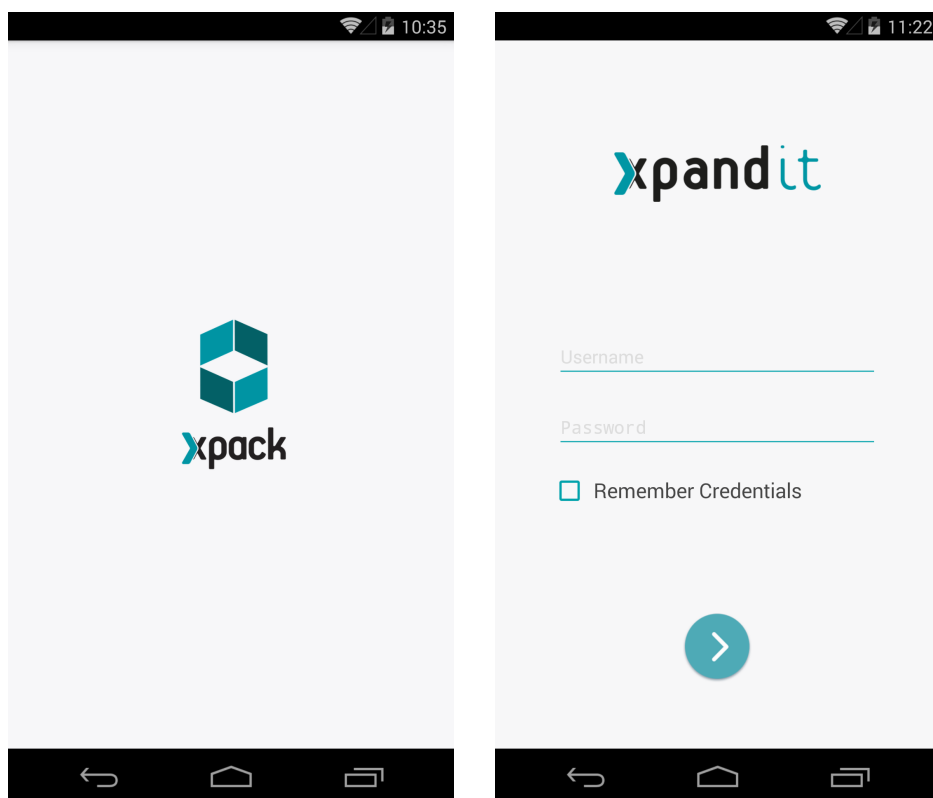 10:35
xpack
11:22
xpandit
Username
Password
Remember Credentials